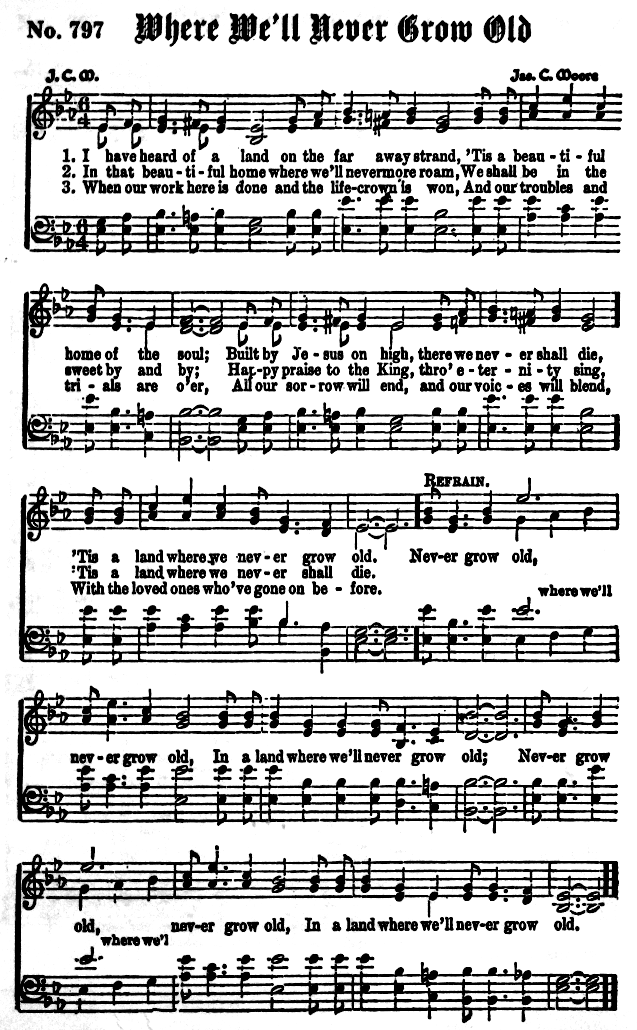 No. 797 Where We'll Never Grow Old
J. C. M. Jas. C. Moore
1. I have heard of a land on the far away strand, 'Tis a beau - ti - ful
2. In that beau - ti - ful home where we'll nevermore roam, We shall be in the
3. When our work here is done and the life-crown is won, And our troubles and
home of the soul; Built by Je - sus on high, there we nev - er shall die,
sweet by and by; Hap-py praise to the King, thro' e - ter - ni - ty sing,
tri - als are o'er, All our sor - row will end, and our voic - es will blend,
REFRAIN.
'Tis a land where we nev - er grow old. Nev-er grow old,
'Tis a land where we nev - er shall die.
With the loved ones who've gone on be - fore. where we'll
nev-er grow old, In a land where we'll never grow old; Nev-er grow
old, nev-er grow old, In a land where we'll nev-er grow old.
where we'l